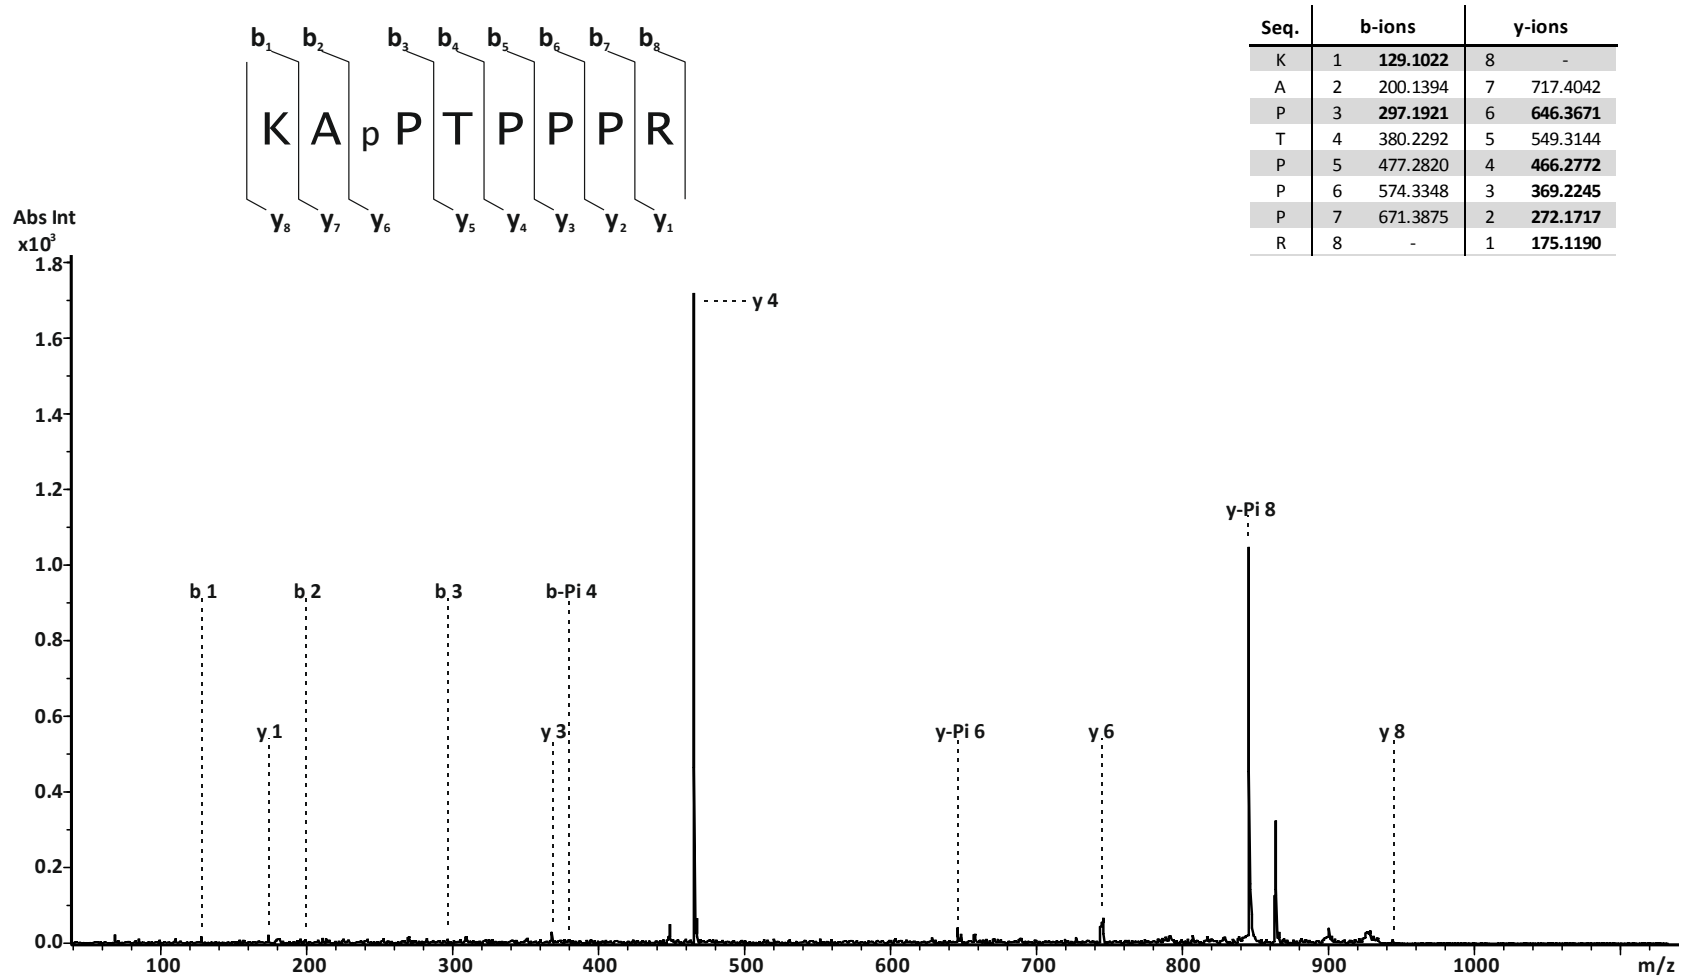 b1 b2 b3 b4 b5 b6 b7 b8
K A p P T P P P R
y8 y7 y6 y5 y4 y3 y2 y1
Seq. b-ions y-ions
K 1 129.1022 8 -
A 2 200.1394 7 717.4042
P 3 297.1921 6 646.3671
T 4 380.2292 5 549.3144
P 5 477.2820 4 466.2772
P 6 574.3348 3 369.2245
P 7 671.3875 2 272.1717
R 8 - 1 175.1190
Abs Int
x10³
1.8
1.6
1.4
1.2
1.0
0.8
0.6
0.4
0.2
0.0
y 4
y-Pi 8
b 1 b 2 b 3 b-Pi 4
y 1 y 3 y-Pi 6 y 6 y 8
100 200 300 400 500 600 700 800 900 1000 m/z